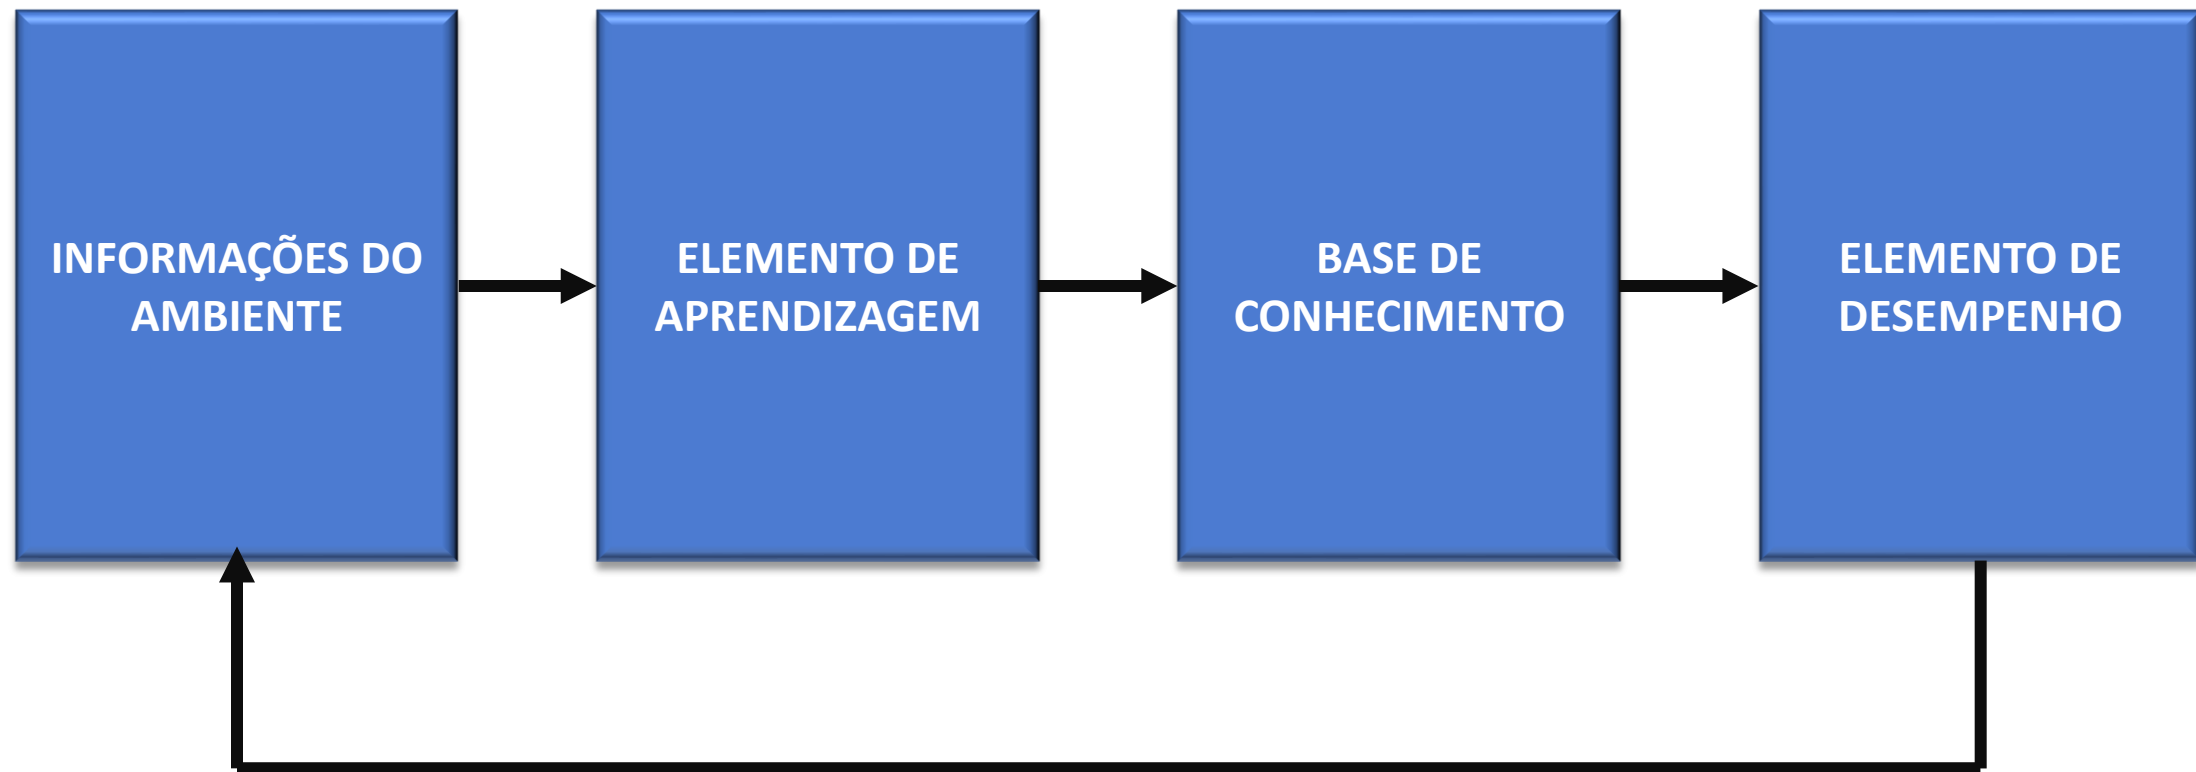 INFORMAÇÕES DO
AMBIENTE
ELEMENTO DE
APRENDIZAGEM
BASE DE
CONHECIMENTO
ELEMENTO DE
DESEMPENHO